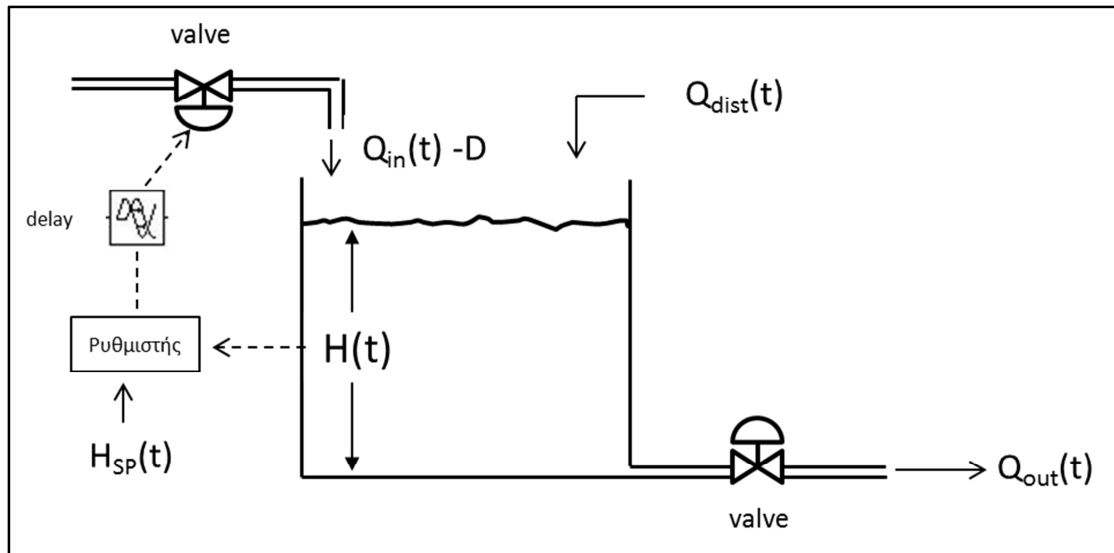 valve
Q_dist(t)
Q_in(t) -D
delay
Ρυθμιστής
H(t)
H_SP(t)
Q_out(t)
valve